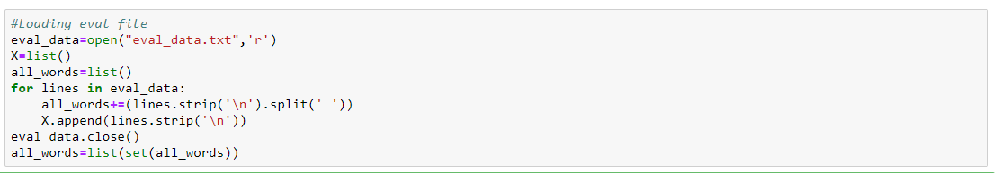 #Loading eval file
eval_data=open("eval_data.txt",'r')
X=list()
all_words=list()
for lines in eval_data:
    all_words+=(lines.strip('\n').split(' '))
    X.append(lines.strip('\n'))
eval_data.close()
all_words=list(set(all_words))